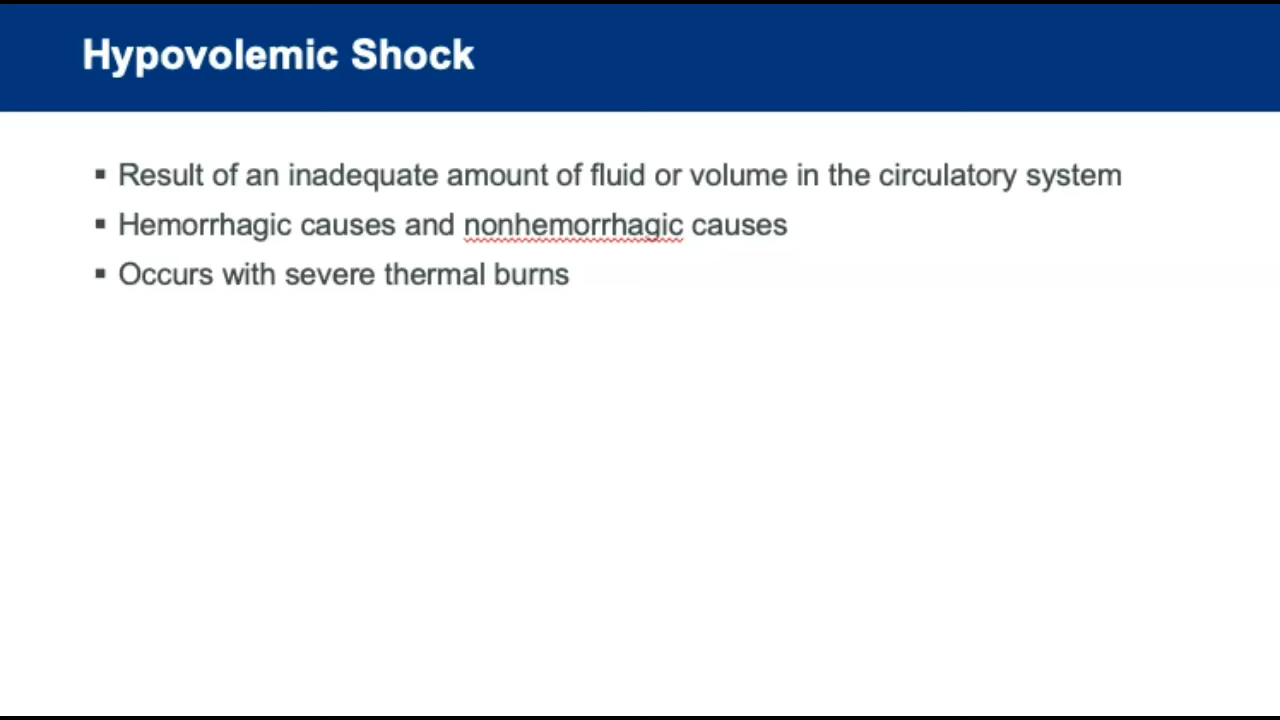 Hypovolemic Shock
▪ Result of an inadequate amount of fluid or volume in the circulatory system
▪ Hemorrhagic causes and nonhemorrhagic causes
▪ Occurs with severe thermal burns